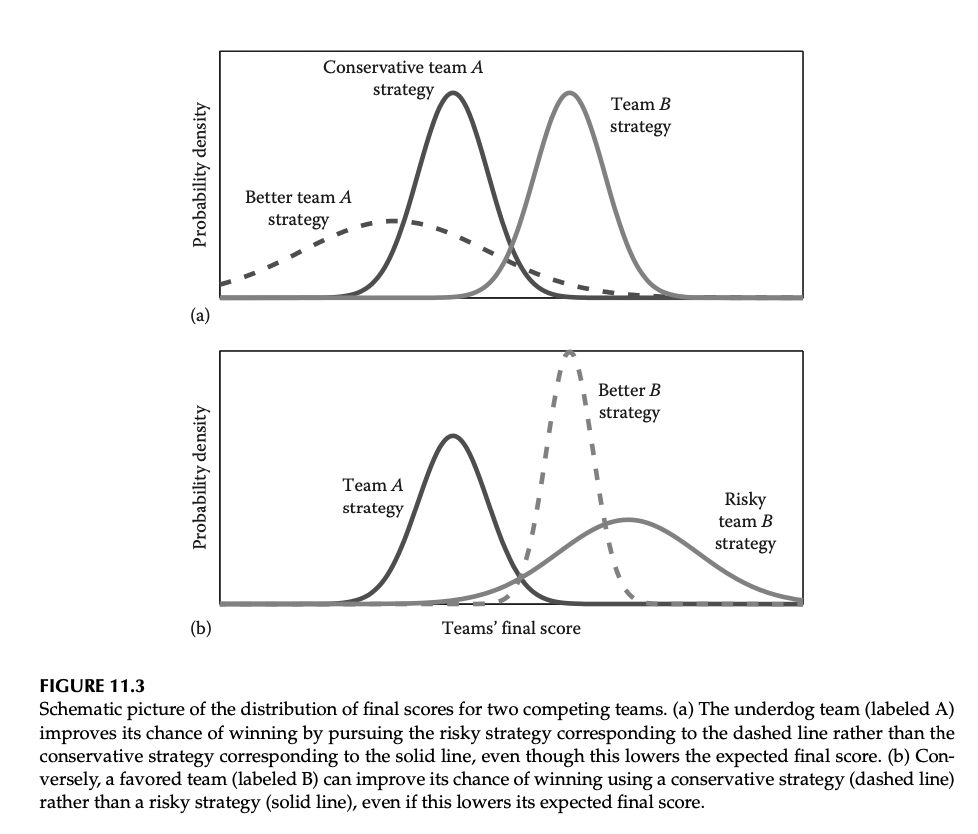 Conservative team A
strategy
Team B
strategy
Better team A
strategy
Probability density
(a)
Better B
strategy
Team A
strategy
Risky
team B
strategy
Probability density
(b)
Teams’ final score
FIGURE 11.3
Schematic picture of the distribution of final scores for two competing teams. (a) The underdog team (labeled A)
improves its chance of winning by pursuing the risky strategy corresponding to the dashed line rather than the
conservative strategy corresponding to the solid line, even though this lowers the expected final score. (b) Con-
versely, a favored team (labeled B) can improve its chance of winning using a conservative strategy (dashed line)
rather than a risky strategy (solid line), even if this lowers its expected final score.